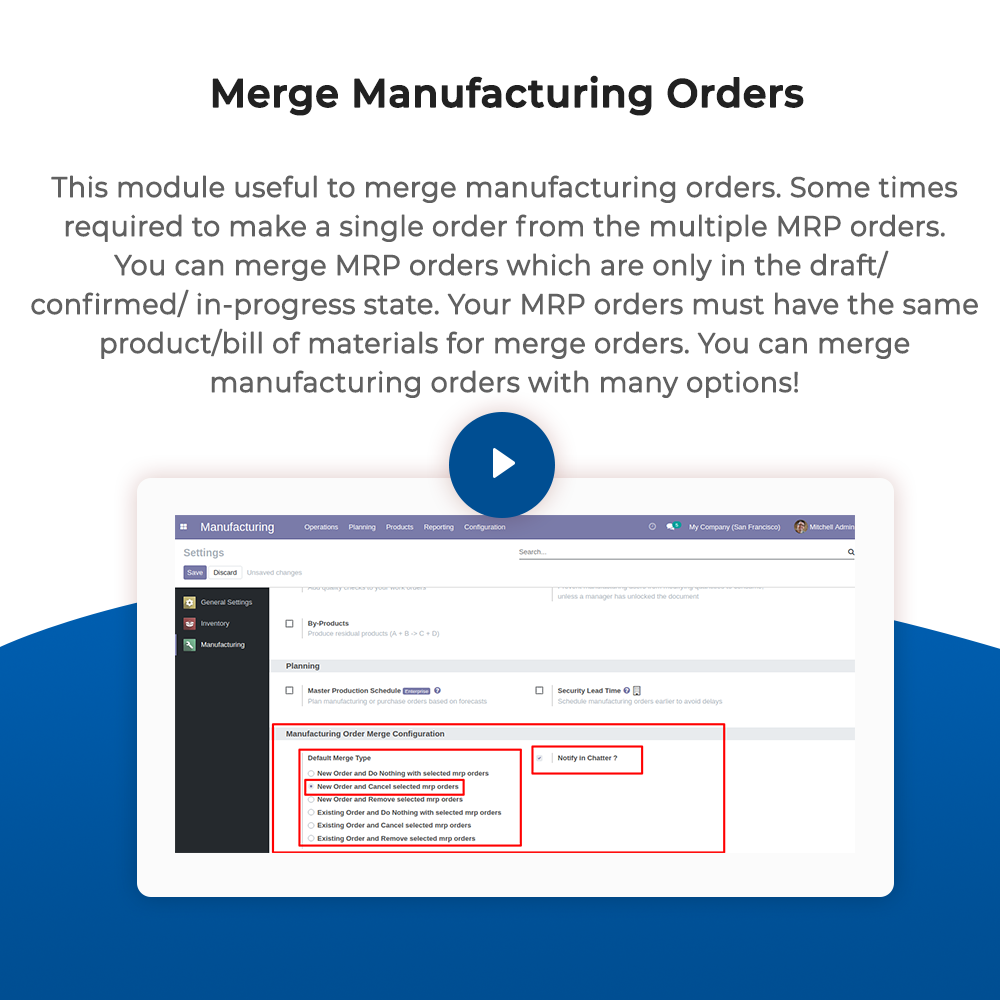 Merge Manufacturing Orders
This module useful to merge manufacturing orders. Some times
required to make a single order from the multiple MRP orders.
You can merge MRP orders which are only in the draft/
confirmed/ in-progress state. Your MRP orders must have the same
product/bill of materials for merge orders. You can merge
manufacturing orders with many options!
Manufacturing Operations Planning Products Reporting Configuration 5 My Company (San Francisco) Mitchell Admin
Settings Search...
Save Discard Unsaved changes
General Settings
Inventory
Manufacturing
unless a manager has unlocked the document
By-Products
Produce residual products (A + B -> C + D)
Planning
Master Production Schedule Enterprise ? Security Lead Time ?
Plan manufacturing or purchase orders based on forecasts Schedule manufacturing orders earlier to avoid delays
Manufacturing Order Merge Configuration
Default Merge Type Notify in Chatter ?
New Order and Do Nothing with selected mrp orders
New Order and Cancel selected mrp orders
New Order and Remove selected mrp orders
Existing Order and Do Nothing with selected mrp orders
Existing Order and Cancel selected mrp orders
Existing Order and Remove selected mrp orders